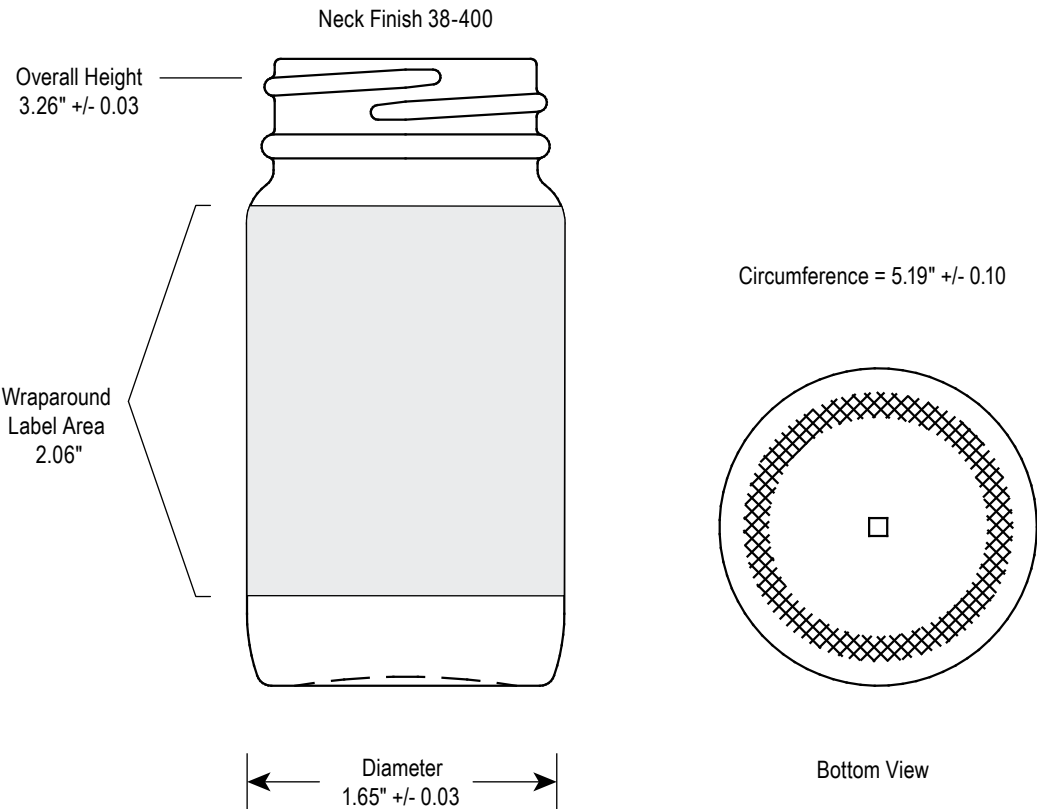 Neck Finish 38-400
Overall Height
3.26" +/- 0.03
Circumference = 5.19" +/- 0.10
Wraparound
Label Area
2.06"
Diameter
1.65" +/- 0.03
Bottom View